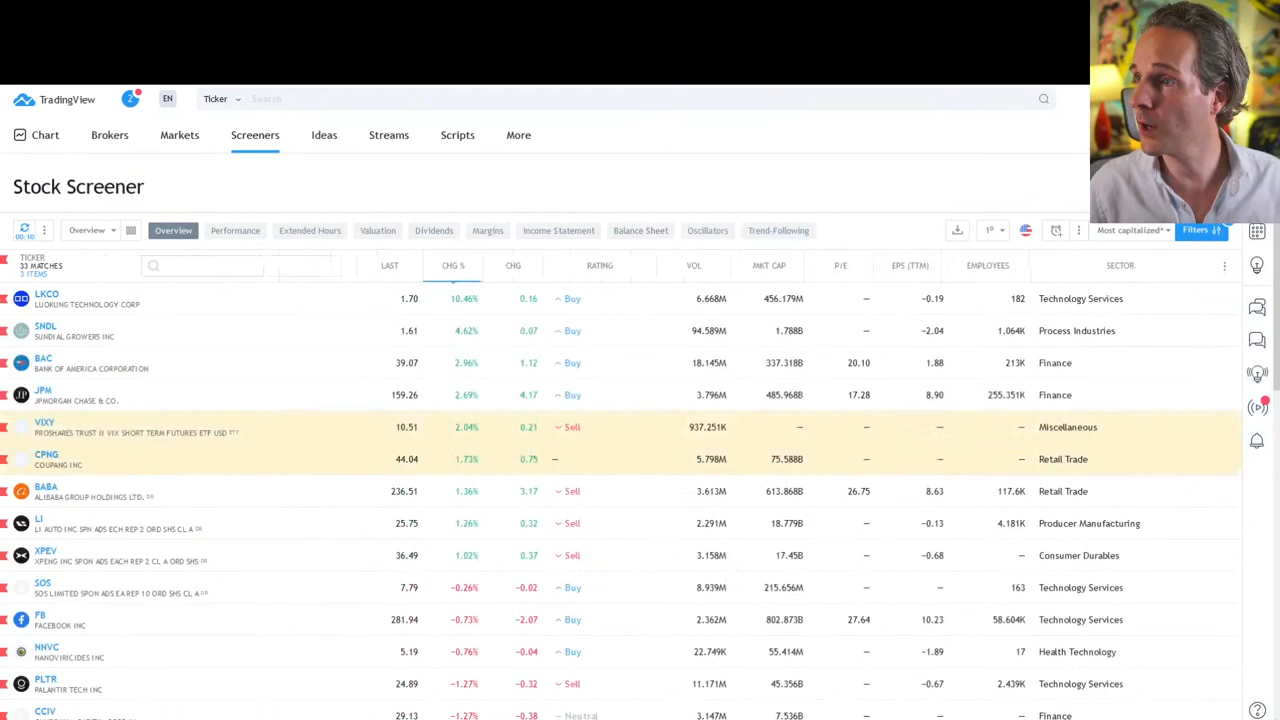 TradingView 2 EN Ticker Search
Chart Brokers Markets Screeners Ideas Streams Scripts More
Stock Screener
00:10 Overview Overview Performance Extended Hours Valuation Dividends Margins Income Statement Balance Sheet Oscillators Trend-Following 1D Most capitalized* Filters
TICKER
33 MATCHES
3 ITEMS
LAST CHG % CHG RATING VOL MKT CAP P/E EPS (TTM) EMPLOYEES SECTOR
LKCO 1.70 10.46% 0.16 Buy 6.668M 456.179M — −0.19 182 Technology Services
LUOKUNG TECHNOLOGY CORP
SNDL 1.61 4.62% 0.07 Buy 94.589M 1.788B — −2.04 1.064K Process Industries
SUNDIAL GROWERS INC
BAC 39.07 2.96% 1.12 Buy 18.145M 337.318B 20.10 1.88 213K Finance
BANK OF AMERICA CORPORATION
JPM 159.26 2.69% 4.17 Buy 3.796M 485.968B 17.28 8.90 255.351K Finance
JPMORGAN CHASE & CO.
VIXY 10.51 2.04% 0.21 Sell 937.251K — — — — Miscellaneous
PROSHARES TRUST II VIX SHORT TERM FUTURES ETF USD ETF
CPNG 44.04 1.73% 0.75 — 5.798M 75.588B — — — Retail Trade
COUPANG INC
BABA 236.51 1.36% 3.17 Sell 3.613M 613.868B 26.75 8.63 117.6K Retail Trade
ALIBABA GROUP HOLDINGS LTD. DR
LI 25.75 1.26% 0.32 Sell 2.291M 18.779B — −0.13 4.181K Producer Manufacturing
LI AUTO INC SPN ADS ECH REP 2 ORD SHS CL A DR
XPEV 36.49 1.02% 0.37 Sell 3.158M 17.45B — −0.68 — Consumer Durables
XPENG INC SPON ADS EACH REP 2 CL A ORD SHS DR
SOS 7.79 −0.26% −0.02 Buy 8.939M 215.656M — — 163 Technology Services
SOS LIMITED SPON ADS EA REP 10 ORD SHS CL A DR
FB 281.94 −0.73% −2.07 Buy 2.362M 802.873B 27.64 10.23 58.604K Technology Services
FACEBOOK INC
NNVC 5.19 −0.76% −0.04 Buy 22.749K 55.414M — −1.89 17 Health Technology
NANOVIRICIDES INC
PLTR 24.89 −1.27% −0.32 Sell 11.171M 45.356B — −0.67 2.439K Technology Services
PALANTIR TECH INC
CCIV 29.13 −1.27% −0.38 Neutral 3.147M 7.536B — — — Finance